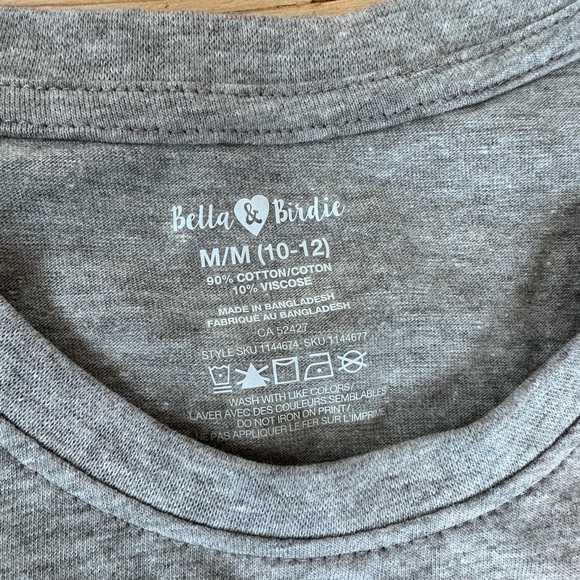 Bella & Birdie
M/M (10-12)
90% COTTON/COTON
10% VISCOSE
MADE IN BANGLADESH
FABRIQUÉ AU BANGLADESH
CA 52427
STYLE SKU 1144674; SKU 1144677
WASH WITH LIKE COLORS/
LAVER AVEC DES COULEURS SEMBLABLES
DO NOT IRON ON PRINT/
NE PAS APPLIQUER LE FER SUR L'IMPRIMÉ